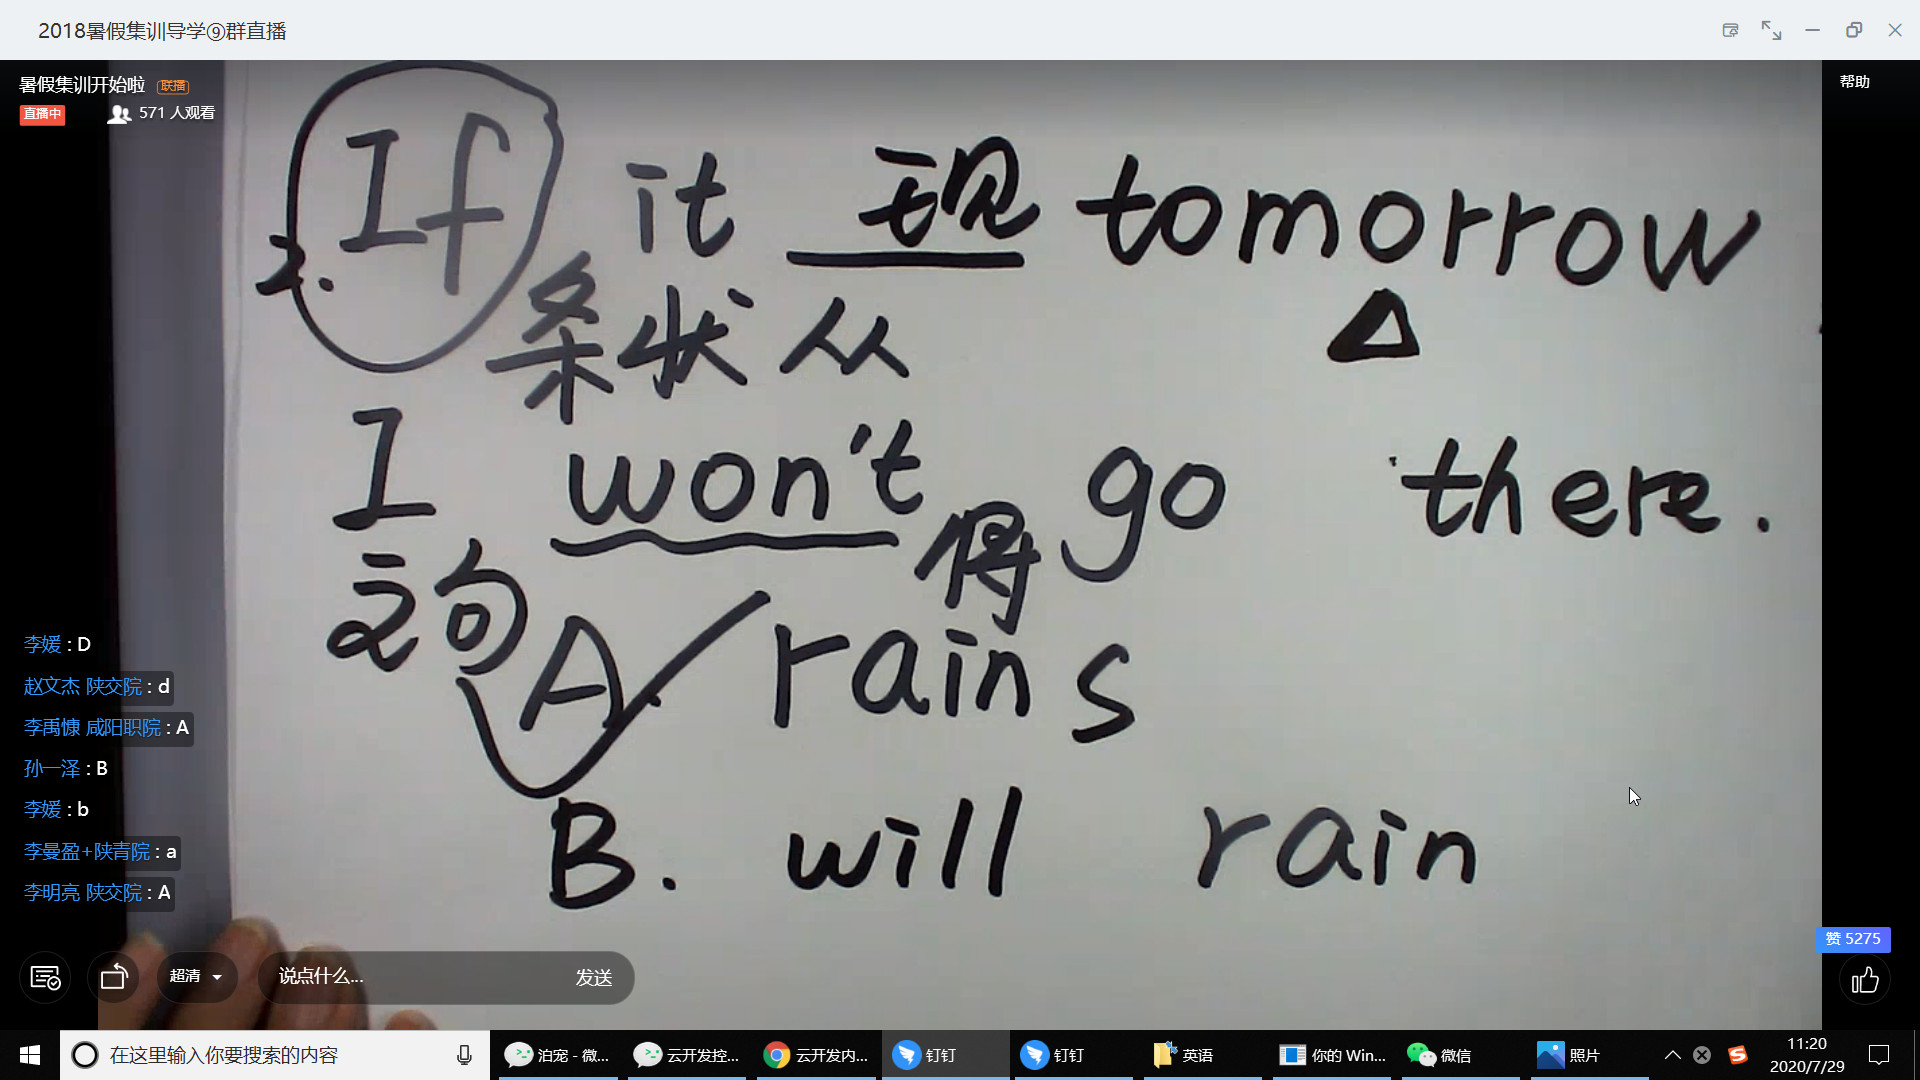 2018暑假集训导学⑨群直播
暑假集训开始啦 联播
直播中 571 人观看
帮助
2. If it 现 tomorrow
条状从
I won't go there.
主句 将
A. rains
B. will rain
李媛 : D
赵文杰 陕交院 : d
李禹慷 咸阳职院 : A
孙一泽 : B
李媛 : b
李曼盈+陕青院 : a
李明亮 陕交院 : A
赞 5275
超清
说点什么...
发送
在这里输入你要搜索的内容
泊宠 - 微...
云开发控...
云开发内...
钉钉
钉钉
英语
你的 Win...
微信
照片
11:20
2020/7/29